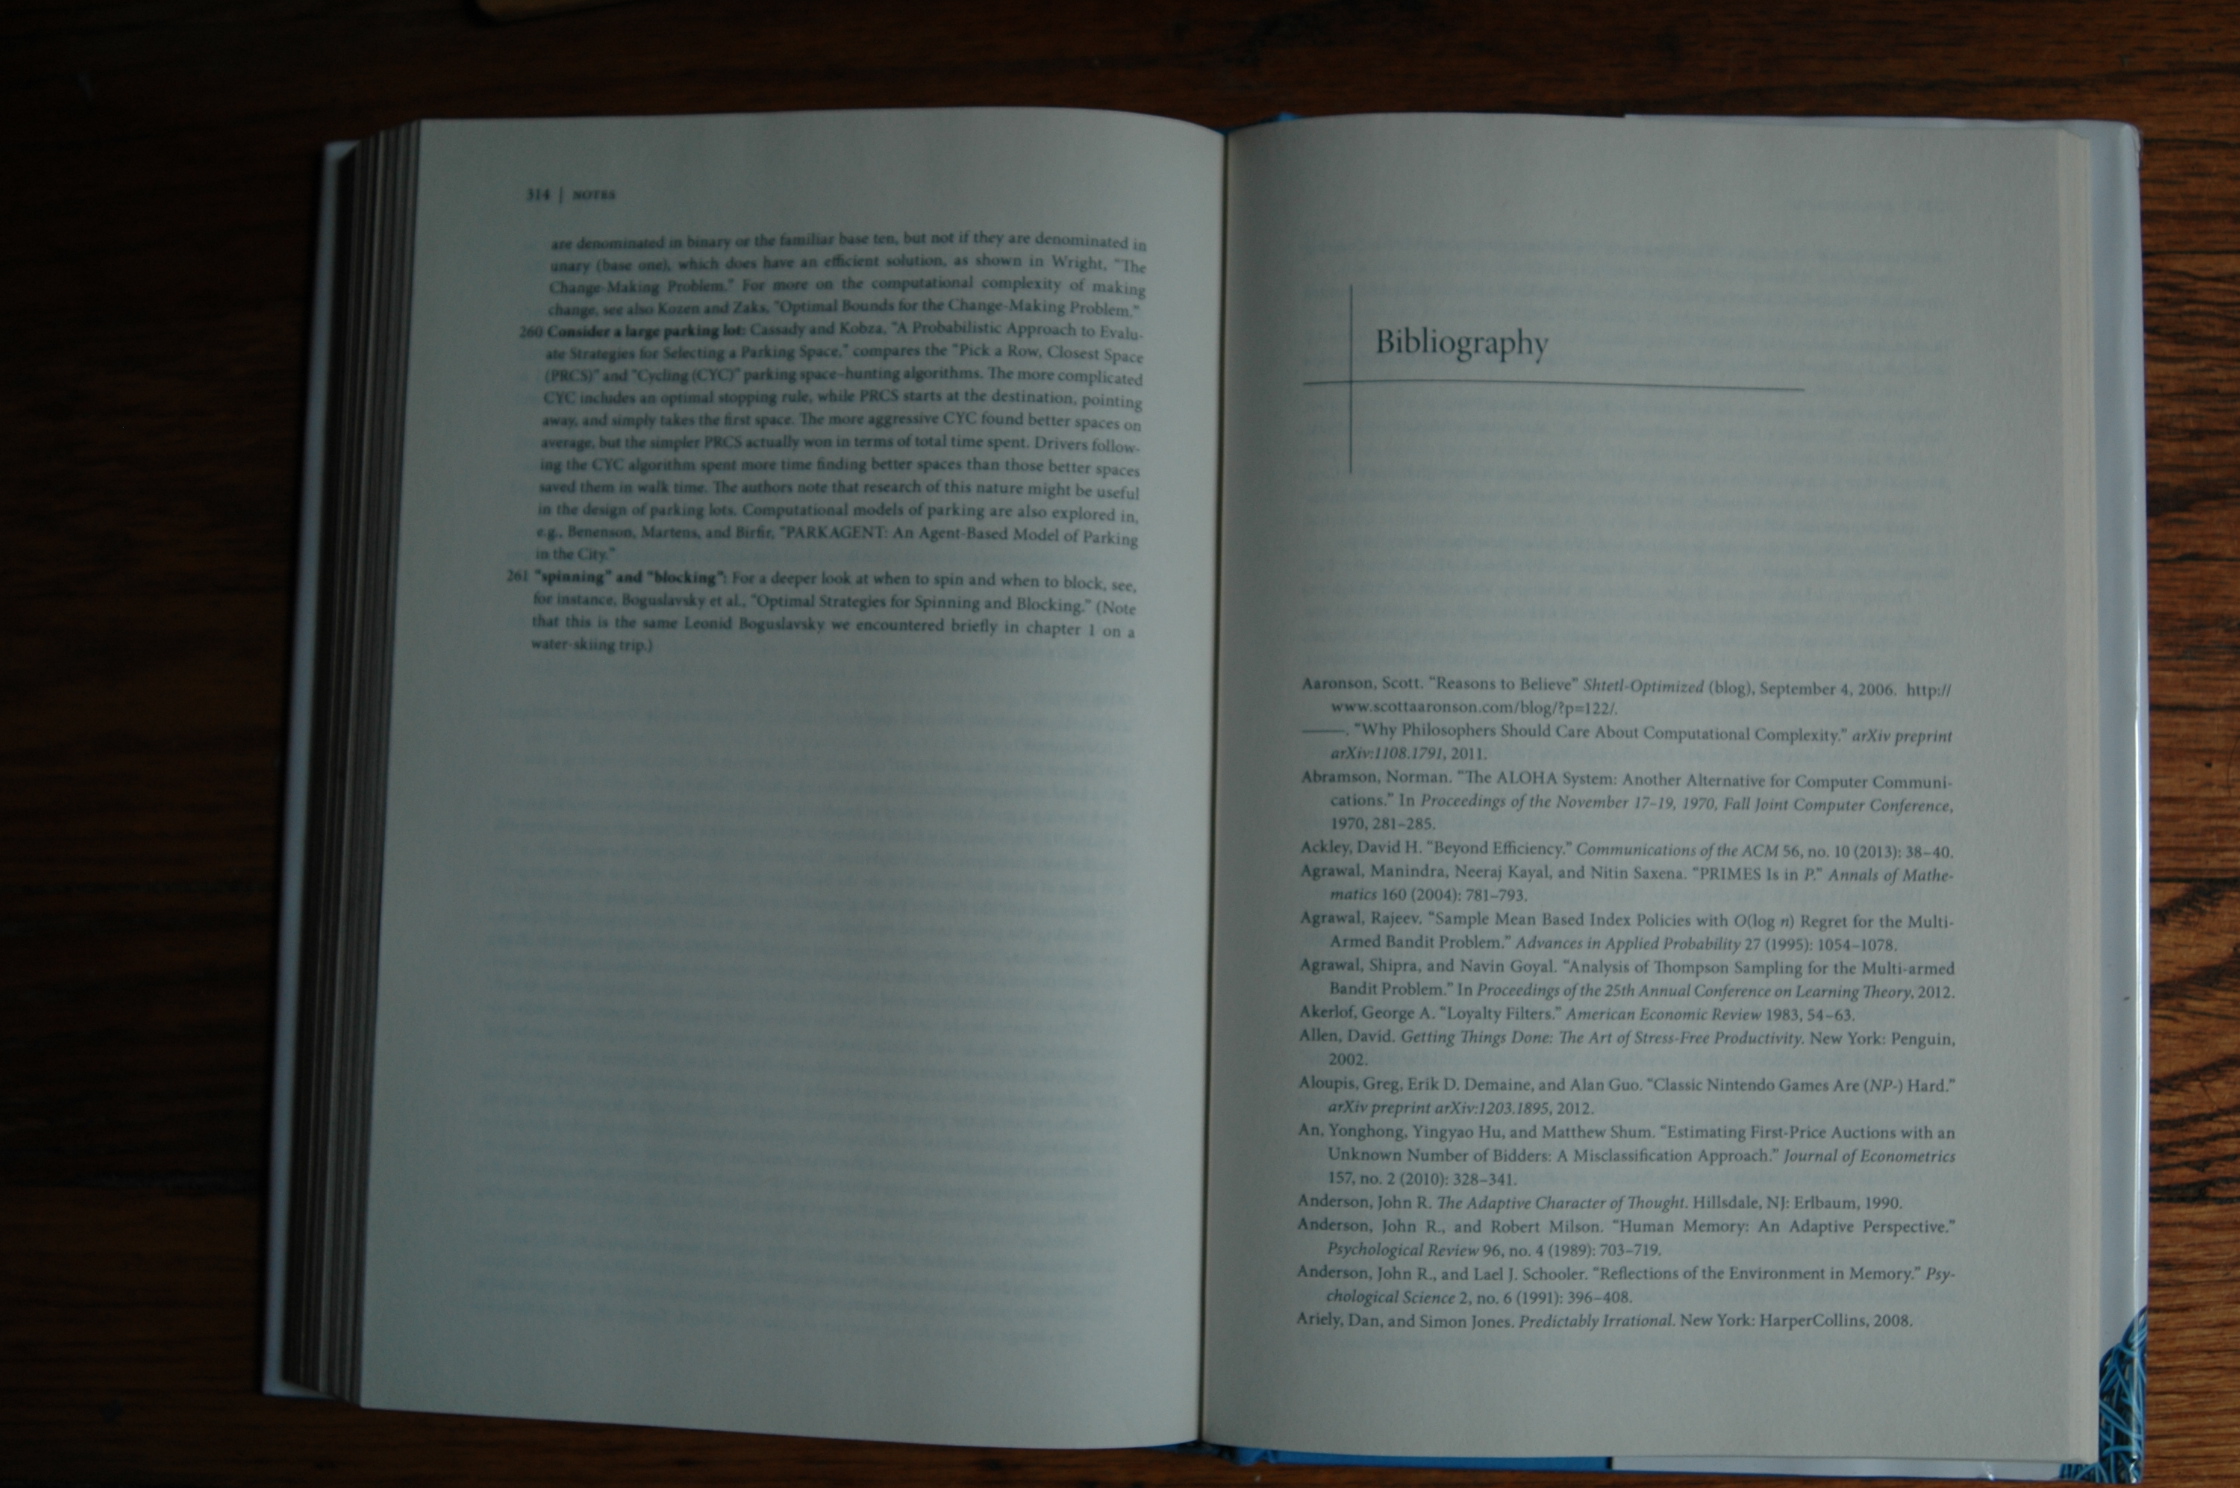 314 | NOTES
are denominated in binary or the familiar base ten, but not if they are denominated in
unary (base one), which does have an efficient solution, as shown in Wright, "The
Change-Making Problem." For more on the computational complexity of making
change, see also Kozen and Zaks, "Optimal Bounds for the Change-Making Problem."
260 Consider a large parking lot: Cassady and Kobza, "A Probabilistic Approach to Evalu-
ate Strategies for Selecting a Parking Space," compares the "Pick a Row, Closest Space
(PRCS)" and "Cycling (CYC)" parking space–hunting algorithms. The more complicated
CYC includes an optimal stopping rule, while PRCS starts at the destination, pointing
away, and simply takes the first space. The more aggressive CYC found better spaces on
average, but the simpler PRCS actually won in terms of total time spent. Drivers follow-
ing the CYC algorithm spent more time finding better spaces than those better spaces
saved them in walk time. The authors note that research of this nature might be useful
in the design of parking lots. Computational models of parking are also explored in,
e.g., Benenson, Martens, and Birfir, "PARKAGENT: An Agent-Based Model of Parking
in the City."
261 "spinning" and "blocking": For a deeper look at when to spin and when to block, see,
for instance, Boguslavsky et al., "Optimal Strategies for Spinning and Blocking." (Note
that this is the same Leonid Boguslavsky we encountered briefly in chapter 1 on a
water-skiing trip.)
Bibliography
Aaronson, Scott. "Reasons to Believe" Shtetl-Optimized (blog), September 4, 2006. http://
www.scottaaronson.com/blog/?p=122/.
———. "Why Philosophers Should Care About Computational Complexity." arXiv preprint
arXiv:1108.1791, 2011.
Abramson, Norman. "The ALOHA System: Another Alternative for Computer Communi-
cations." In Proceedings of the November 17–19, 1970, Fall Joint Computer Conference,
1970, 281–285.
Ackley, David H. "Beyond Efficiency." Communications of the ACM 56, no. 10 (2013): 38–40.
Agrawal, Manindra, Neeraj Kayal, and Nitin Saxena. "PRIMES Is in P." Annals of Mathe-
matics 160 (2004): 781–793.
Agrawal, Rajeev. "Sample Mean Based Index Policies with O(log n) Regret for the Multi-
Armed Bandit Problem." Advances in Applied Probability 27 (1995): 1054–1078.
Agrawal, Shipra, and Navin Goyal. "Analysis of Thompson Sampling for the Multi-armed
Bandit Problem." In Proceedings of the 25th Annual Conference on Learning Theory, 2012.
Akerlof, George A. "Loyalty Filters." American Economic Review 1983, 54–63.
Allen, David. Getting Things Done: The Art of Stress-Free Productivity. New York: Penguin,
2002.
Aloupis, Greg, Erik D. Demaine, and Alan Guo. "Classic Nintendo Games Are (NP-) Hard."
arXiv preprint arXiv:1203.1895, 2012.
An, Yonghong, Yingyao Hu, and Matthew Shum. "Estimating First-Price Auctions with an
Unknown Number of Bidders: A Misclassification Approach." Journal of Econometrics
157, no. 2 (2010): 328–341.
Anderson, John R. The Adaptive Character of Thought. Hillsdale, NJ: Erlbaum, 1990.
Anderson, John R., and Robert Milson. "Human Memory: An Adaptive Perspective."
Psychological Review 96, no. 4 (1989): 703–719.
Anderson, John R., and Lael J. Schooler. "Reflections of the Environment in Memory." Psy-
chological Science 2, no. 6 (1991): 396–408.
Ariely, Dan, and Simon Jones. Predictably Irrational. New York: HarperCollins, 2008.